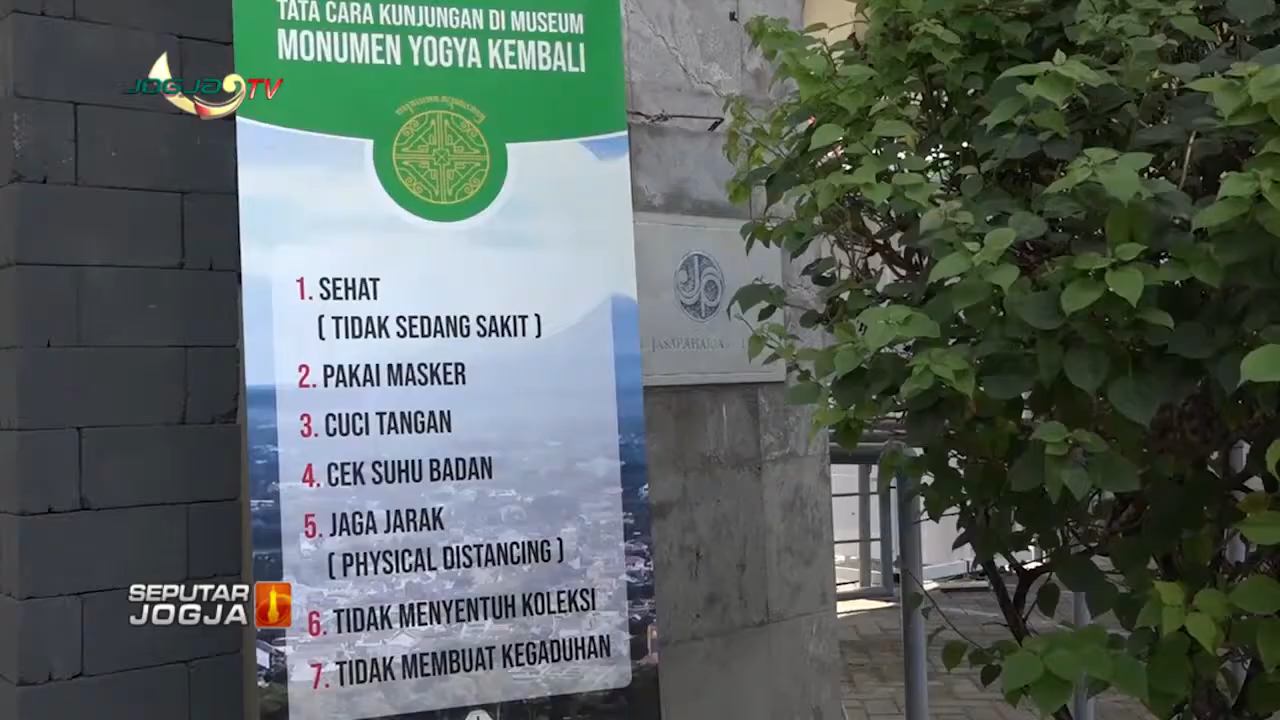 TATA CARA KUNJUNGAN DI MUSEUM
MONUMEN YOGYA KEMBALI
JOGJA TV
1. SEHAT
( TIDAK SEDANG SAKIT )
2. PAKAI MASKER
3. CUCI TANGAN
4. CEK SUHU BADAN
5. JAGA JARAK
( PHYSICAL DISTANCING )
6. TIDAK MENYENTUH KOLEKSI
7. TIDAK MEMBUAT KEGADUHAN
SEPUTAR
JOGJA 6